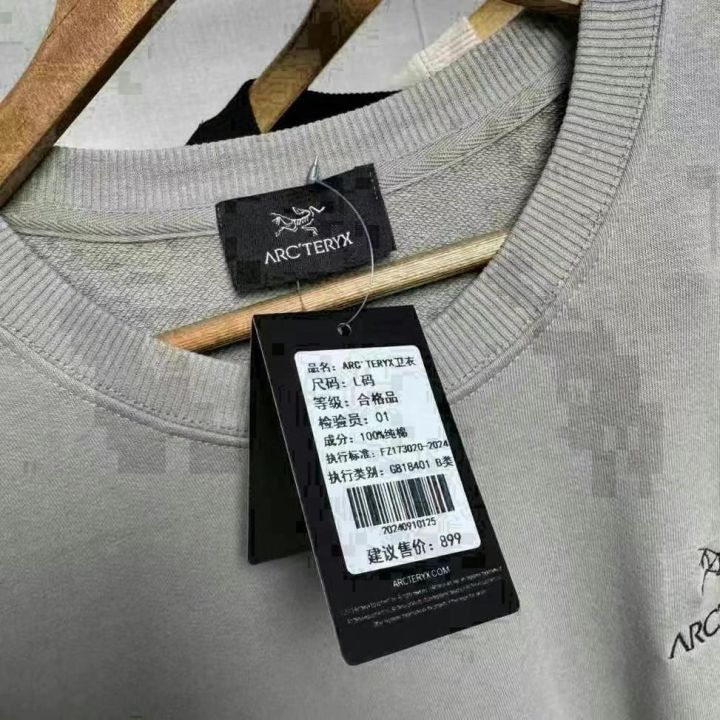 ARC'TERYX
品名：ARC'TERYX卫衣
尺码：L码
等级：合格品
检验员：01
成分：100%纯棉
执行标准：FZ173020-2024
执行类别：GB18401 B类
20240910125
建议售价：899
ARCTERYX.COM
ARC'